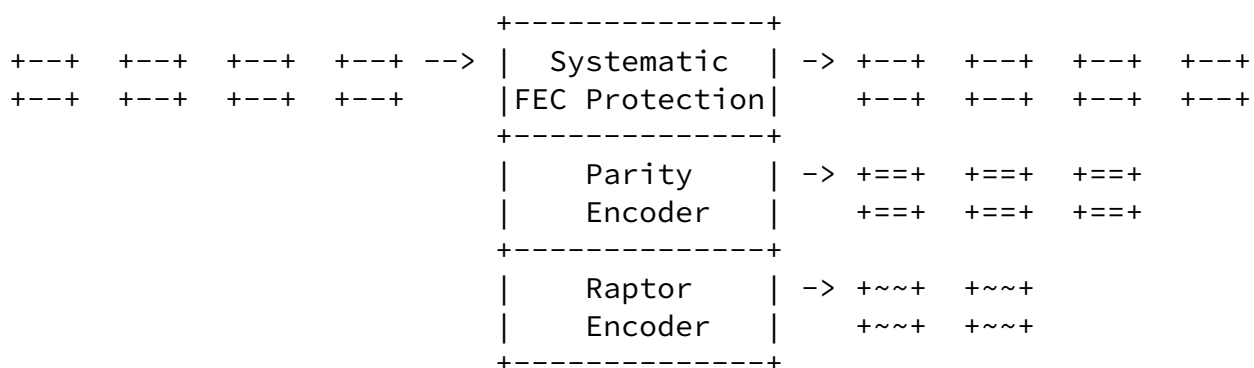 +--------------+
+--+  +--+  +--+  +--+ --> |  Systematic  | -> +--+  +--+  +--+  +--+
+--+  +--+  +--+  +--+     |FEC Protection|    +--+  +--+  +--+  +--+
                           +--------------+
                           |    Parity    | -> +==+  +==+  +==+
                           |    Encoder   |    +==+  +==+  +==+
                           +--------------+
                           |    Raptor    | -> +~~+  +~~+
                           |    Encoder   |    +~~+  +~~+
                           +--------------+